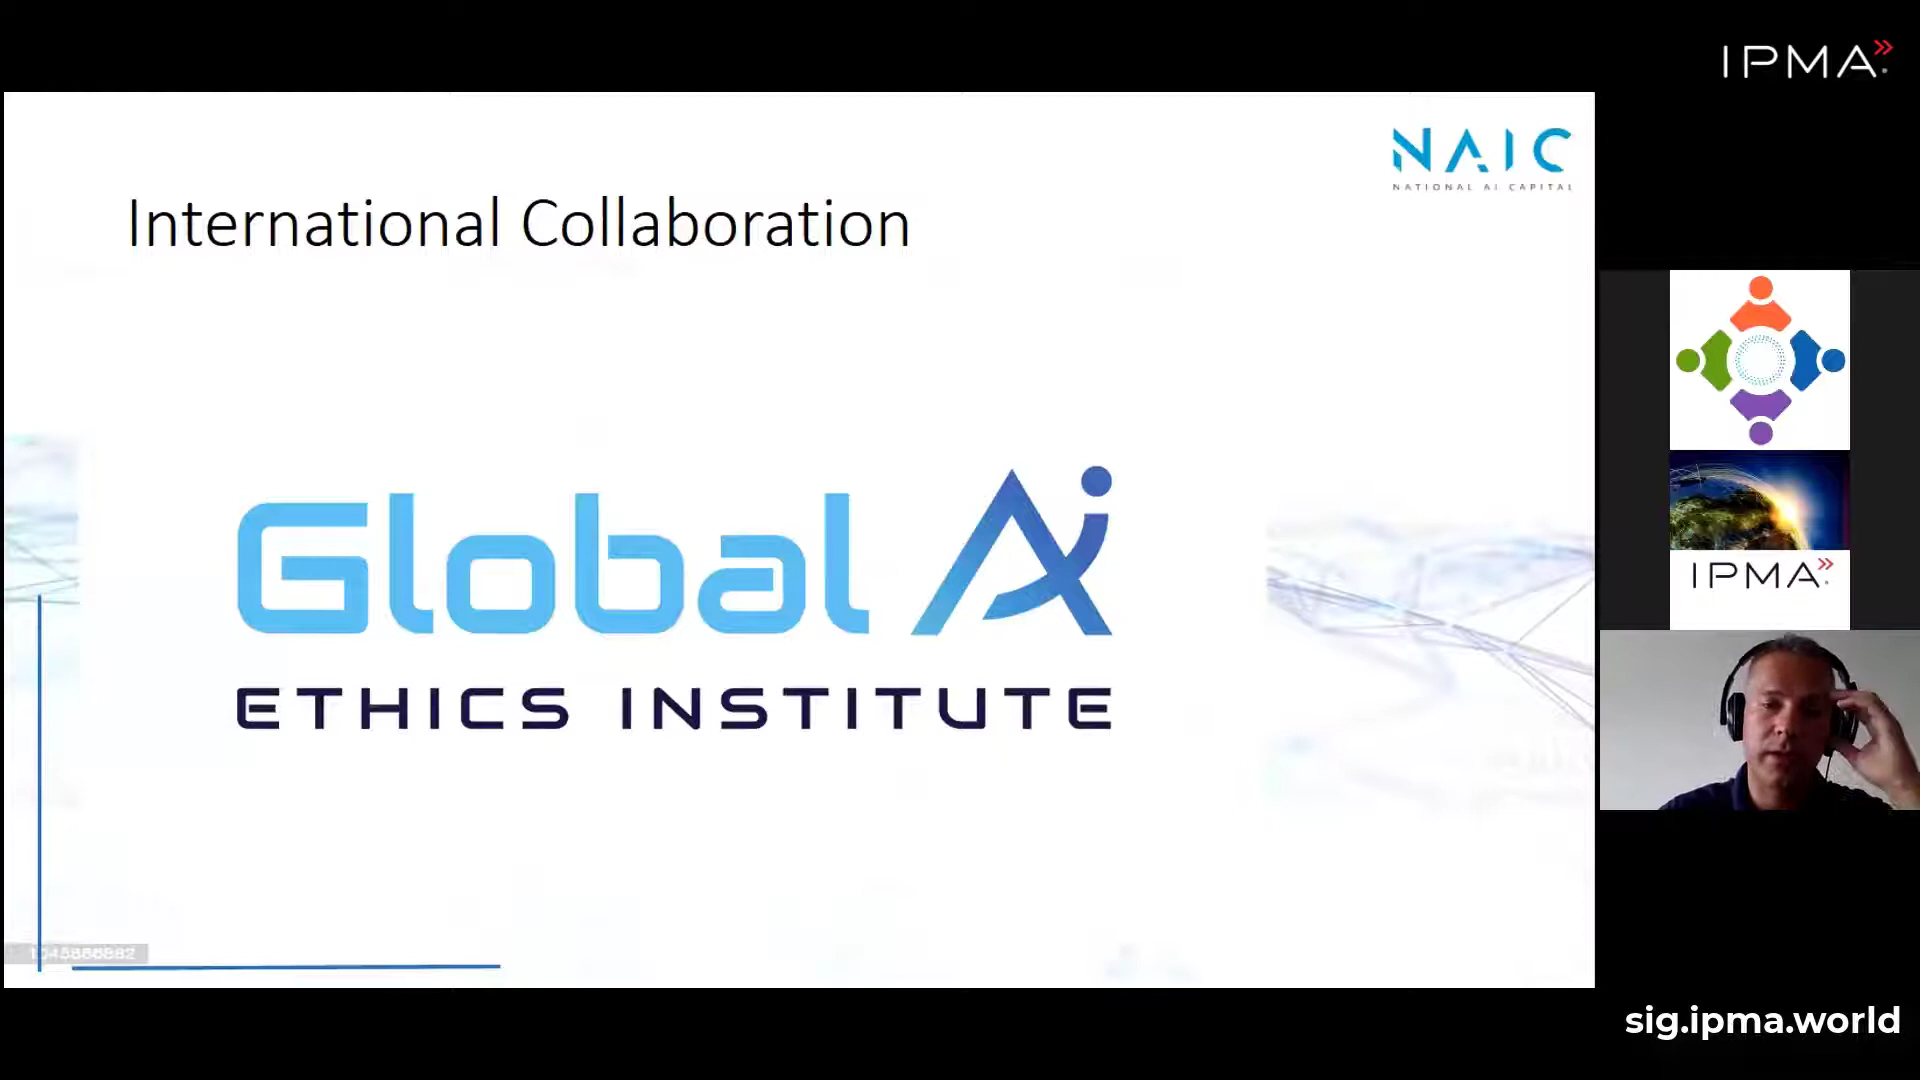 IPMA
NAIC
NATIONAL AI CAPITAL
International Collaboration
Global Ai
ETHICS INSTITUTE
IPMA
sig.ipma.world